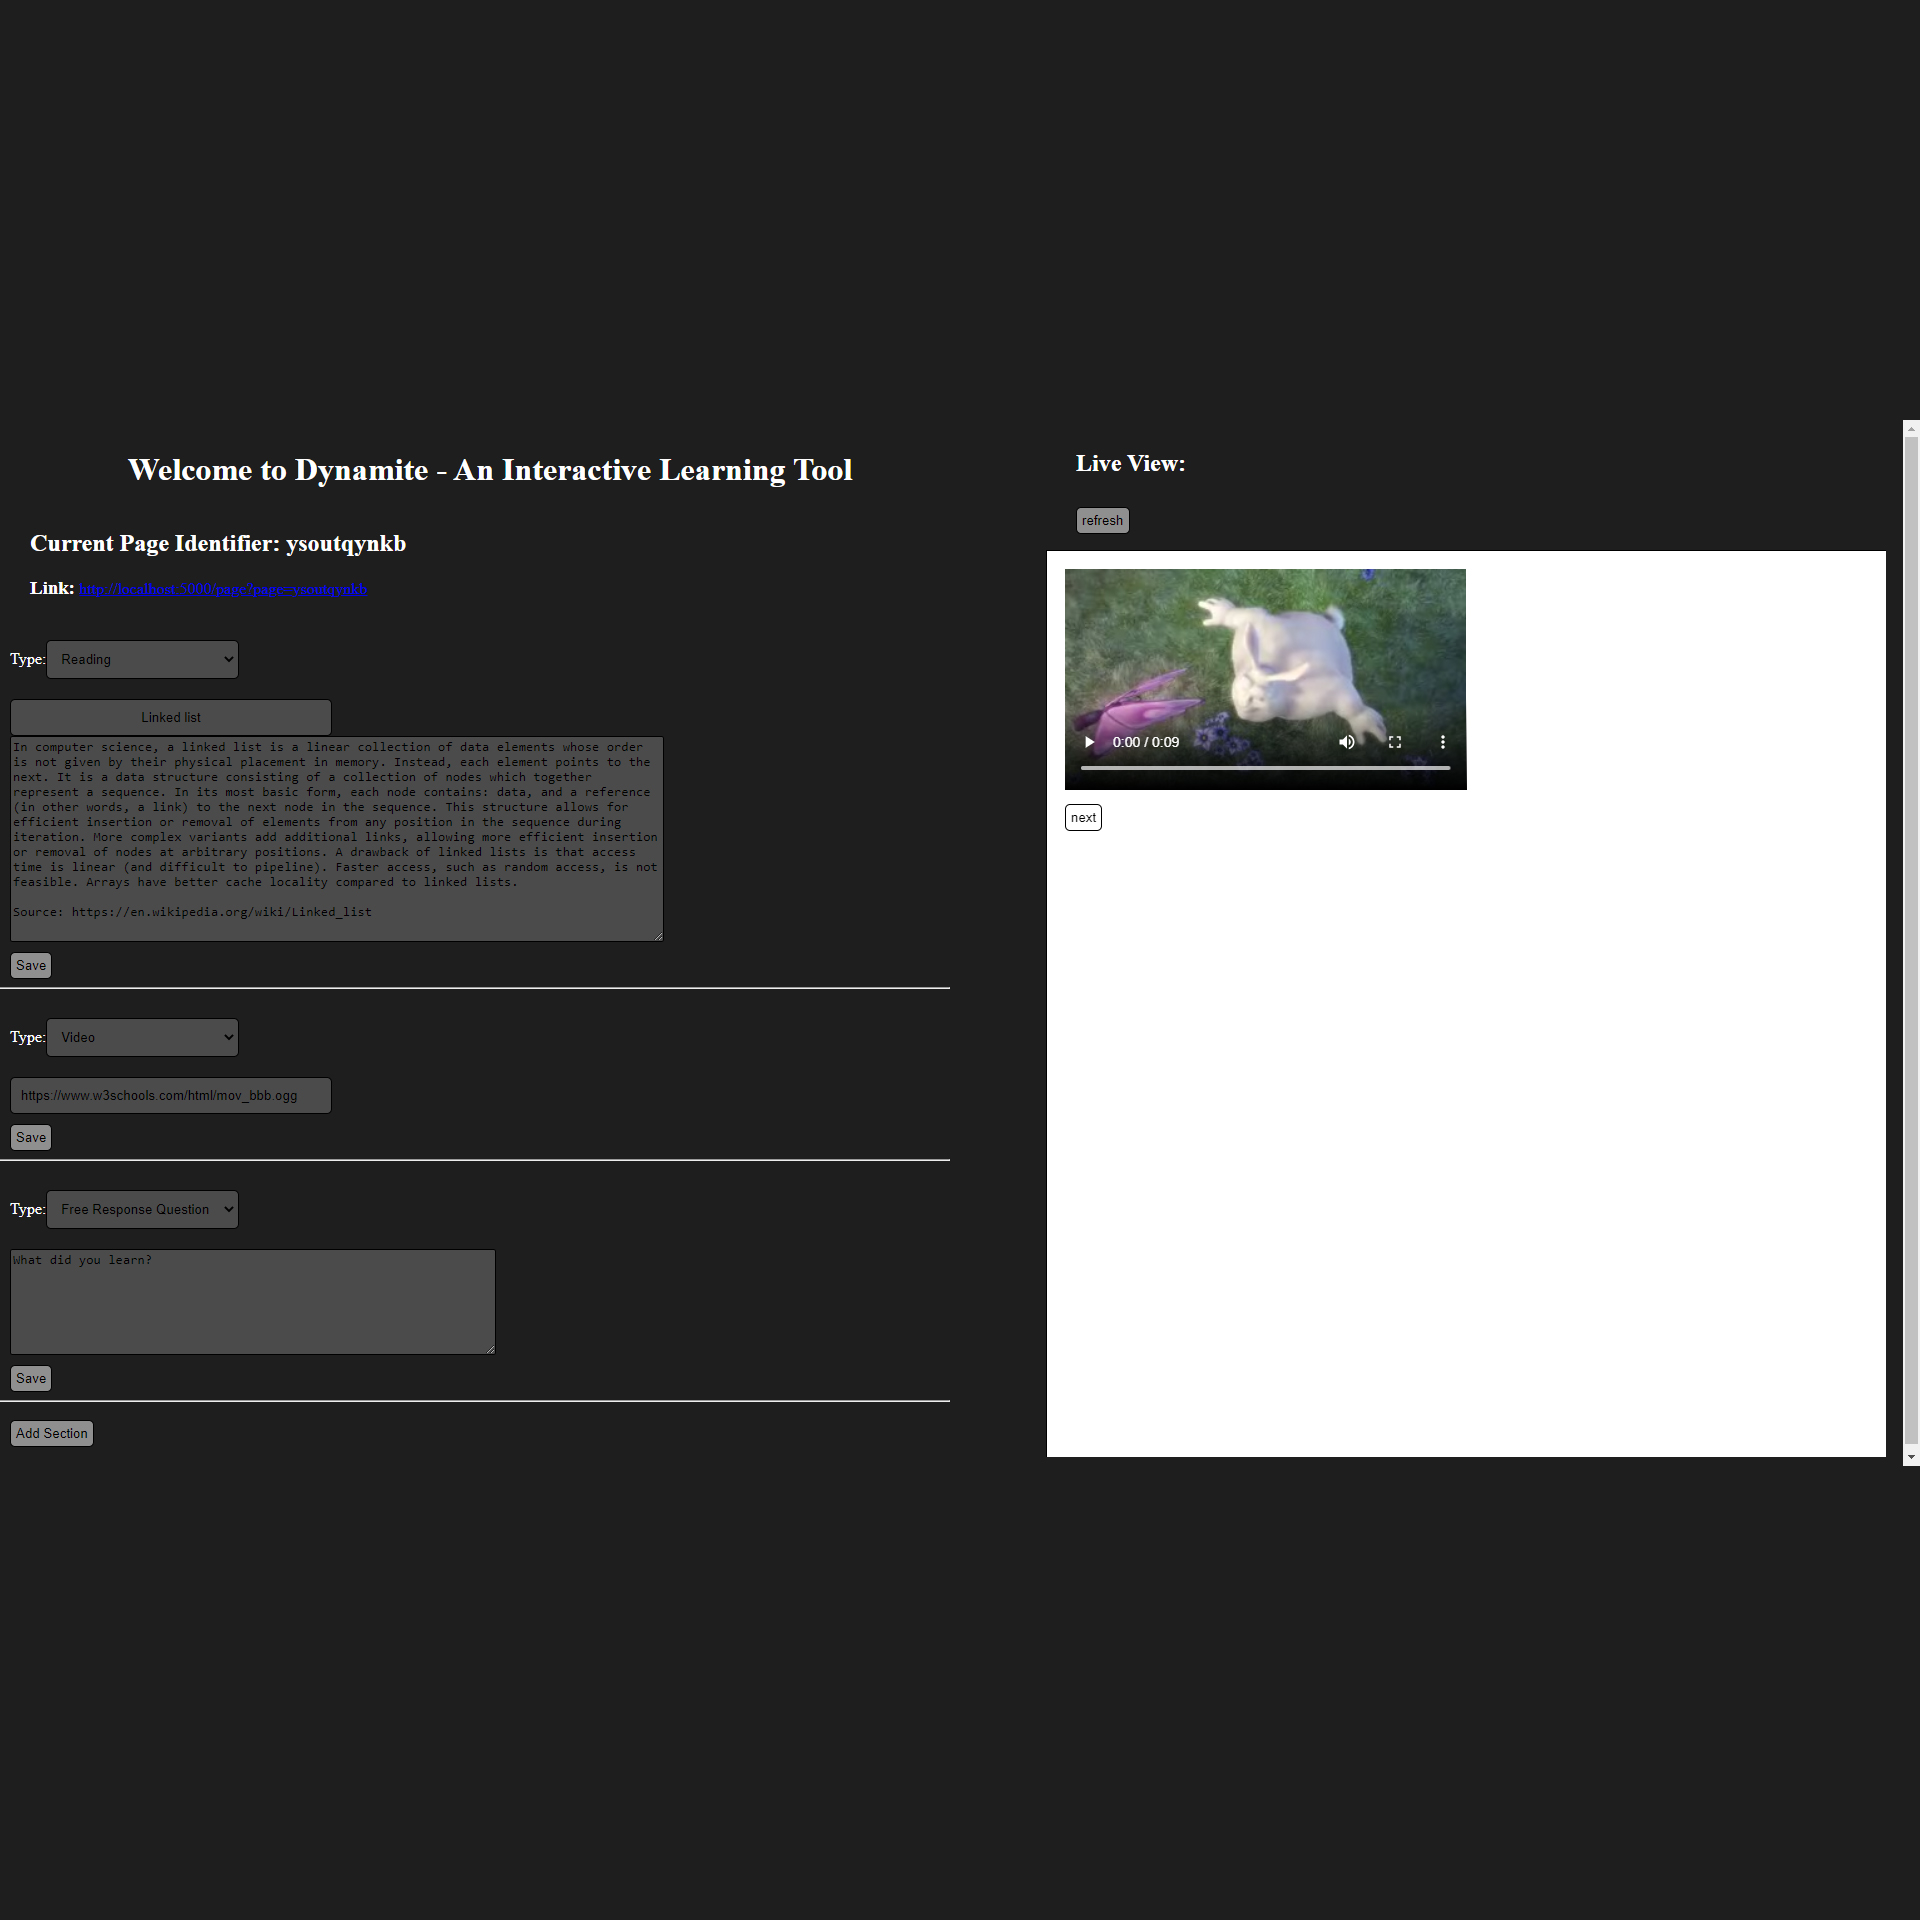 Welcome to Dynamite - An Interactive Learning Tool
Current Page Identifier: ysoutqynkb
Link: http://localhost:5000/page?page=ysoutqynkb
Type: Reading
Linked list
In computer science, a linked list is a linear collection of data elements whose order
is not given by their physical placement in memory. Instead, each element points to the
next. It is a data structure consisting of a collection of nodes which together
represent a sequence. In its most basic form, each node contains: data, and a reference
(in other words, a link) to the next node in the sequence. This structure allows for
efficient insertion or removal of elements from any position in the sequence during
iteration. More complex variants add additional links, allowing more efficient insertion
or removal of nodes at arbitrary positions. A drawback of linked lists is that access
time is linear (and difficult to pipeline). Faster access, such as random access, is not
feasible. Arrays have better cache locality compared to linked lists.
Source: https://en.wikipedia.org/wiki/Linked_list
Save
Type: Video
https://www.w3schools.com/html/mov_bbb.ogg
Save
Type: Free Response Question
What did you learn?
Save
Add Section
Live View:
refresh
0:00 / 0:09
next